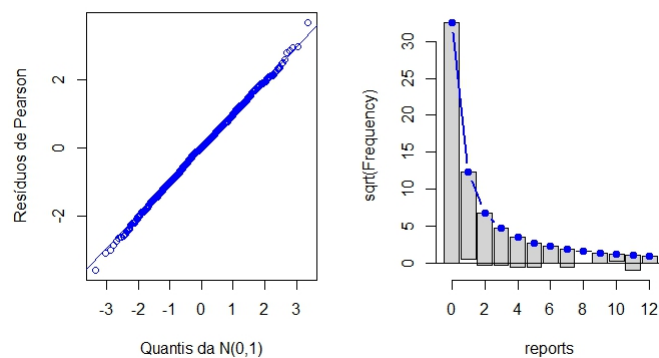 Resíduos de Pearson
2
0
-2
-3 -2 -1 0 1 2 3
Quantis da N(0,1)
sqrt(Frequency)
30
25
20
15
10
5
0
0 2 4 6 8 10 12
reports